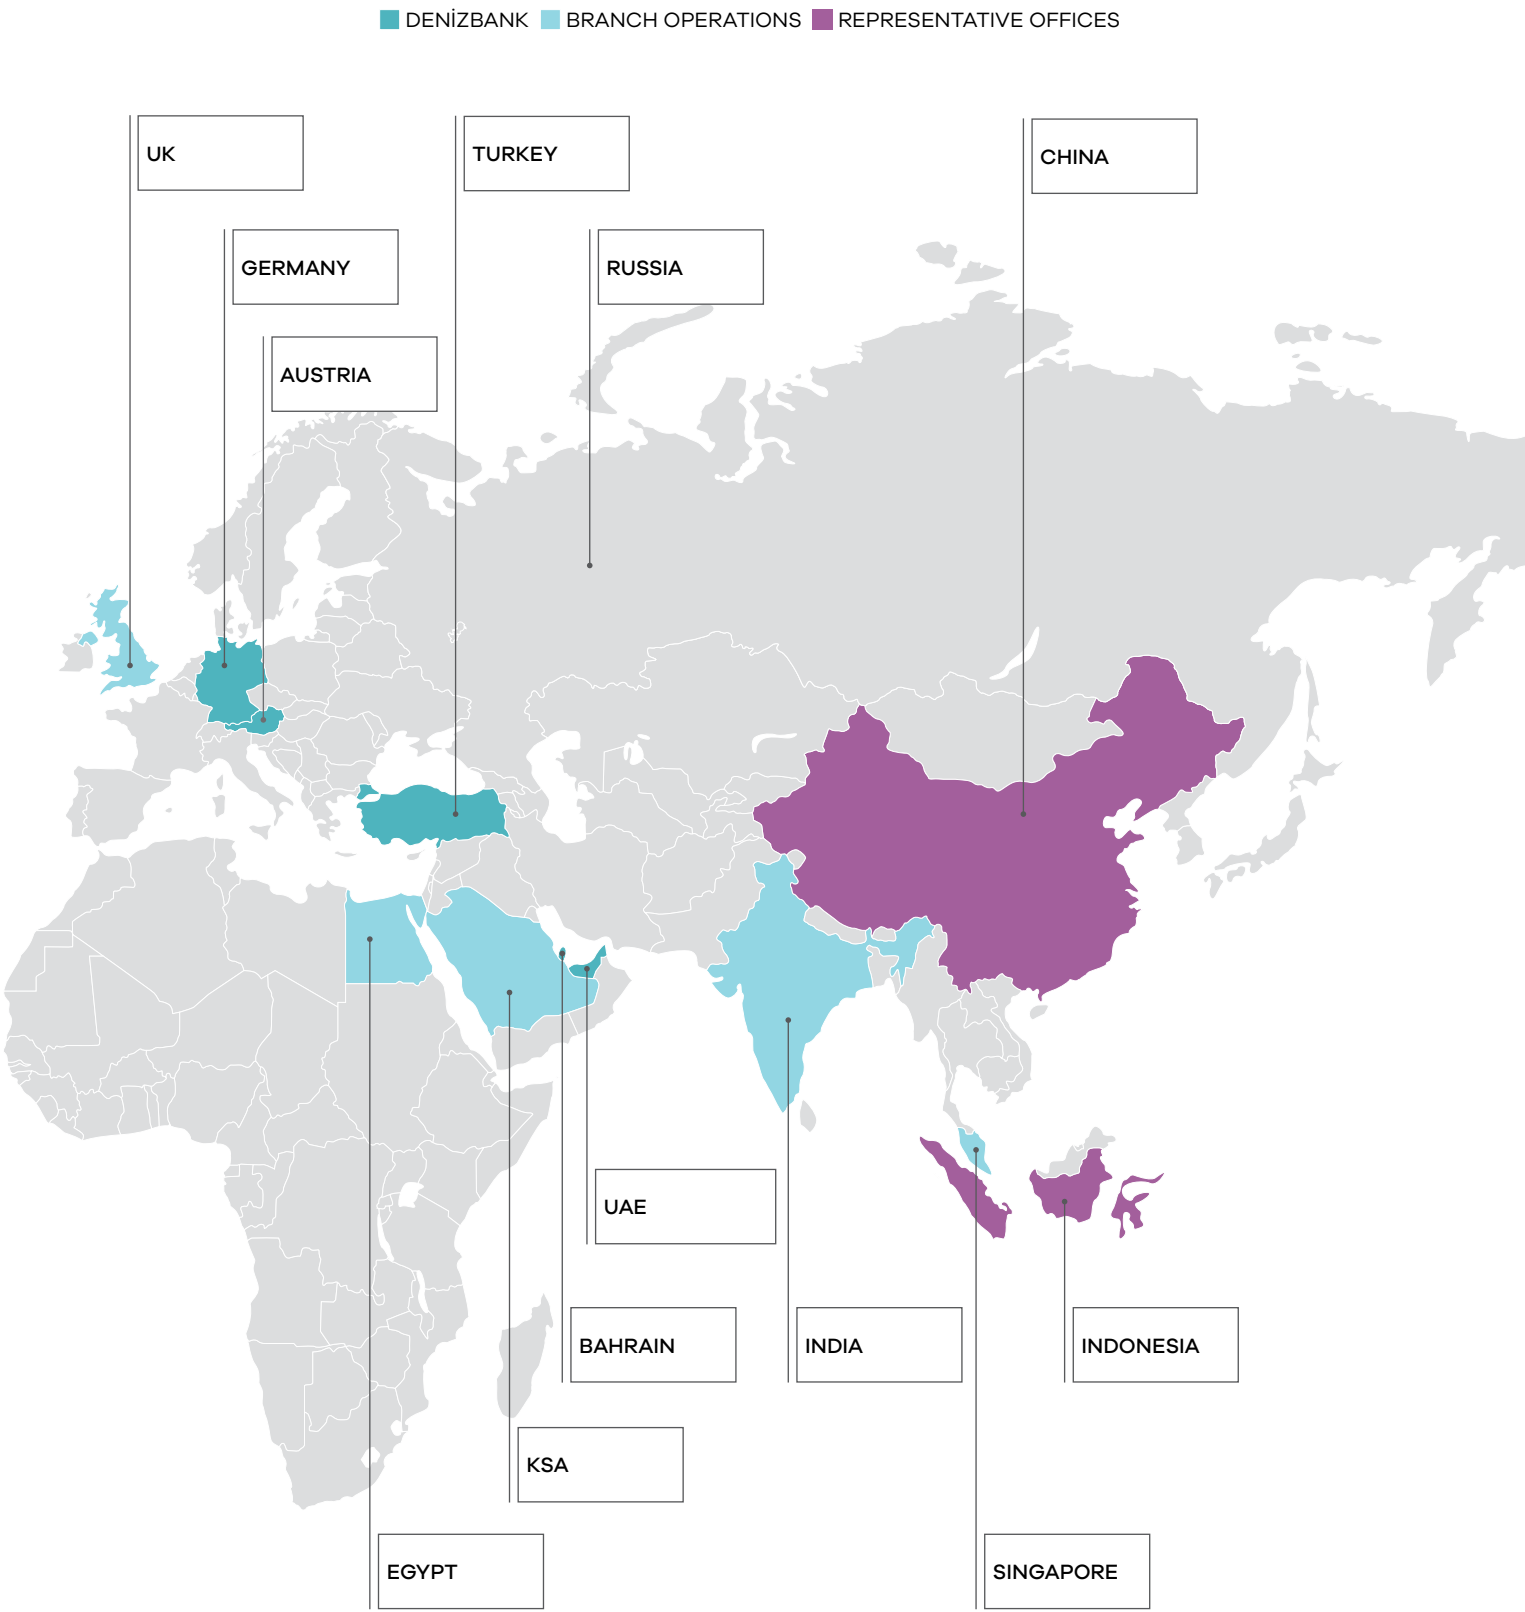 DENİZBANK BRANCH OPERATIONS REPRESENTATIVE OFFICES
UK
TURKEY
CHINA
GERMANY
RUSSIA
AUSTRIA
UAE
BAHRAIN
INDIA
INDONESIA
KSA
EGYPT
SINGAPORE